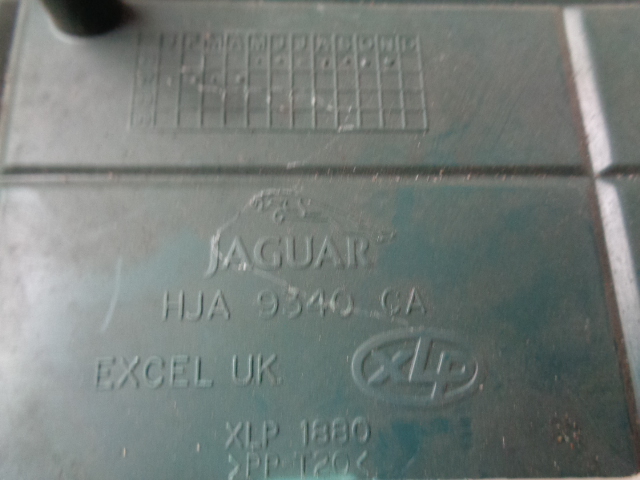 J F M A M J J A S O N D
JAGUAR
HJA 9340 CA
EXCEL UK XLP
XLP 1880
>PP T20<